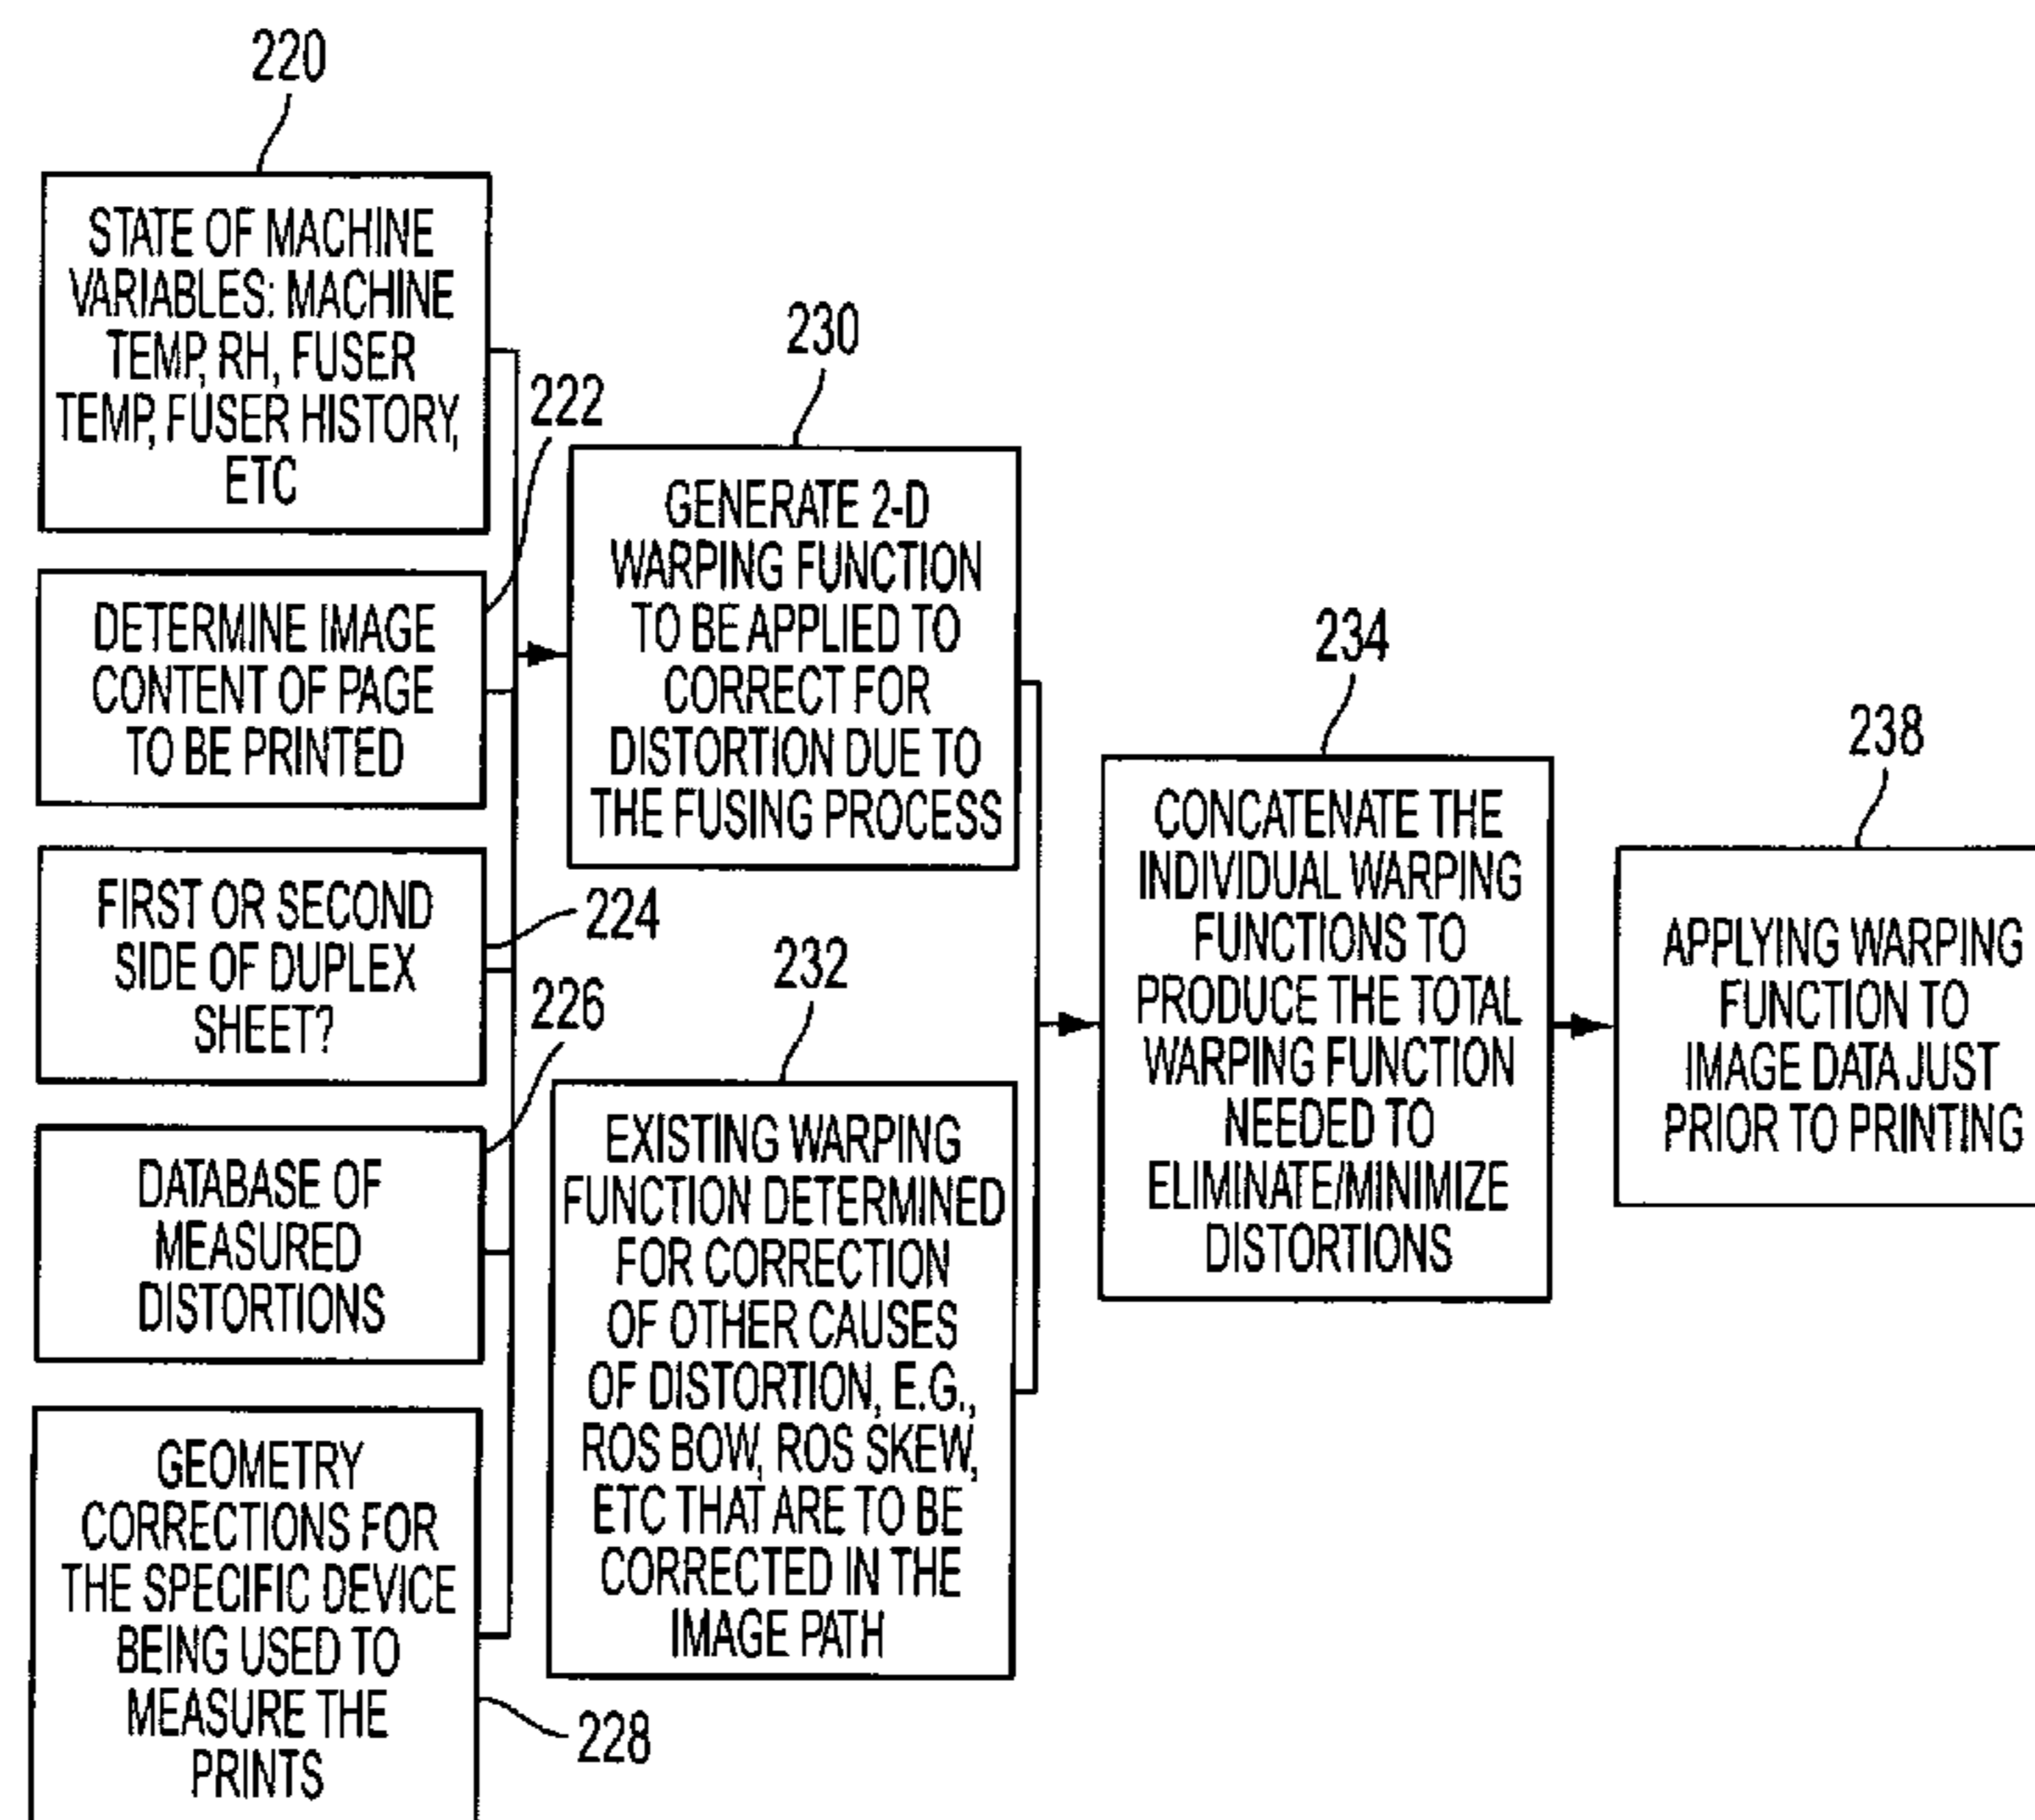 220
STATE OF MACHINE
VARIABLES: MACHINE
TEMP, RH, FUSER
TEMP, FUSER HISTORY,
ETC
222
DETERMINE IMAGE
CONTENT OF PAGE
TO BE PRINTED
224
FIRST OR SECOND
SIDE OF DUPLEX
SHEET?
226
DATABASE OF
MEASURED
DISTORTIONS
228
GEOMETRY
CORRECTIONS FOR
THE SPECIFIC DEVICE
BEING USED TO
MEASURE THE
PRINTS
230
GENERATE 2-D
WARPING FUNCTION
TO BE APPLIED TO
CORRECT FOR
DISTORTION DUE TO
THE FUSING PROCESS
232
EXISTING WARPING
FUNCTION DETERMINED
FOR CORRECTION
OF OTHER CAUSES
OF DISTORTION, E.G.,
ROS BOW, ROS SKEW,
ETC THAT ARE TO BE
CORRECTED IN THE
IMAGE PATH
234
CONCATENATE THE
INDIVIDUAL WARPING
FUNCTIONS TO
PRODUCE THE TOTAL
WARPING FUNCTION
NEEDED TO
ELIMINATE/MINIMIZE
DISTORTIONS
238
APPLYING WARPING
FUNCTION TO
IMAGE DATA JUST
PRIOR TO PRINTING